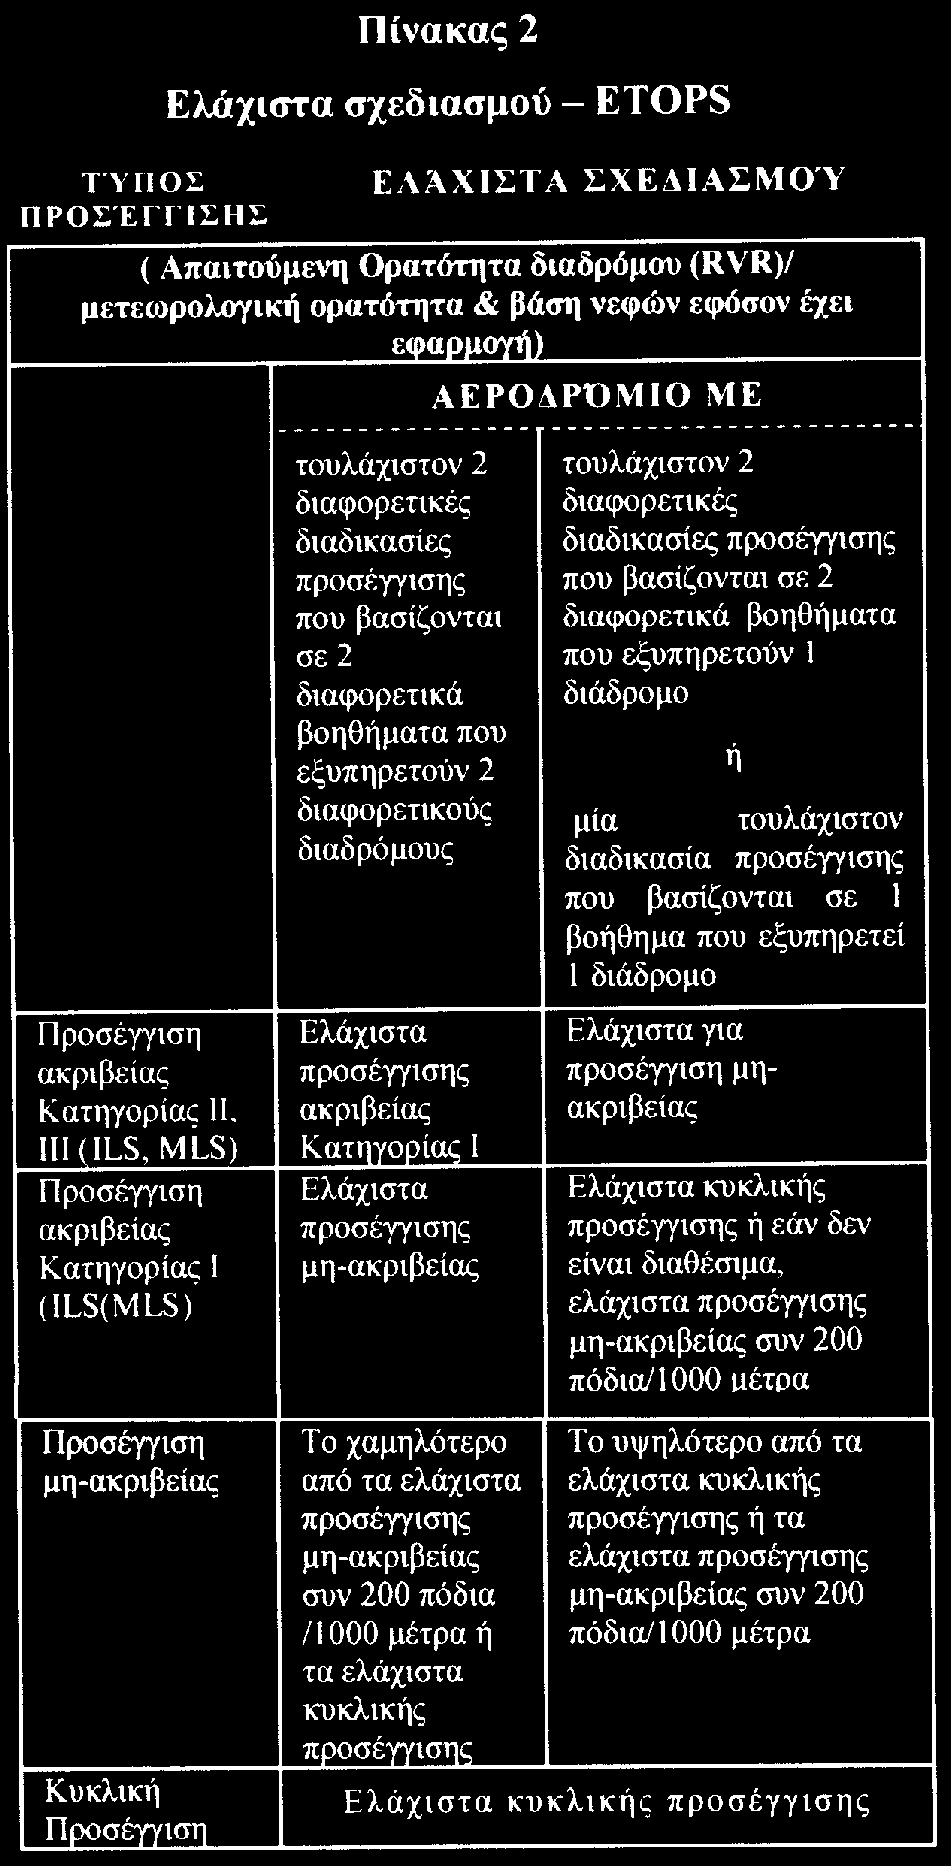 Πίνακας 2
Ελάχιστα σχεδιασμού – ETOPS
ΤΎΠΟΣ
ΠΡΟΣΈΓΓΙΣΗΣ
ΕΛΆΧΙΣΤΑ ΣΧΕΔΙΑΣΜΟΎ
( Απαιτούμενη Ορατότητα διαδρόμου (RVR)/
μετεωρολογική ορατότητα & βάση νεφών εφόσον έχει
εφαρμογή)
ΑΕΡΟΔΡΌΜΙΟ ΜΕ
τουλάχιστον 2
διαφορετικές
διαδικασίες
προσέγγισης
που βασίζονται
σε 2
διαφορετικά
βοηθήματα που
εξυπηρετούν 2
διαφορετικούς
διαδρόμους
τουλάχιστον 2
διαφορετικές
διαδικασίες προσέγγισης
που βασίζονται σε 2
διαφορετικά βοηθήματα
που εξυπηρετούν 1
διάδρομο
ή
μία τουλάχιστον
διαδικασία προσέγγισης
που βασίζονται σε 1
βοήθημα που εξυπηρετεί
1 διάδρομο
Προσέγγιση
ακριβείας
Κατηγορίας ΙΙ,
ΙΙΙ (ILS, MLS)
Ελάχιστα
προσέγγισης
ακριβείας
Κατηγορίας Ι
Ελάχιστα για
προσέγγιση μη-
ακριβείας
Προσέγγιση
ακριβείας
Κατηγορίας Ι
(ILS(MLS)
Ελάχιστα
προσέγγισης
μη-ακριβείας
Ελάχιστα κυκλικής
προσέγγισης ή εάν δεν
είναι διαθέσιμα,
ελάχιστα προσέγγισης
μη-ακριβείας συν 200
πόδια/1000 μέτρα
Προσέγγιση
μη-ακριβείας
Το χαμηλότερο
από τα ελάχιστα
προσέγγισης
μη-ακριβείας
συν 200 πόδια
/1000 μέτρα ή
τα ελάχιστα
κυκλικής
προσέγγισης
Το υψηλότερο από τα
ελάχιστα κυκλικής
προσέγγισης ή τα
ελάχιστα προσέγγισης
μη-ακριβείας συν 200
πόδια/1000 μέτρα
Κυκλική
Προσέγγιση
Ελάχιστα κυκλικής προσέγγισης